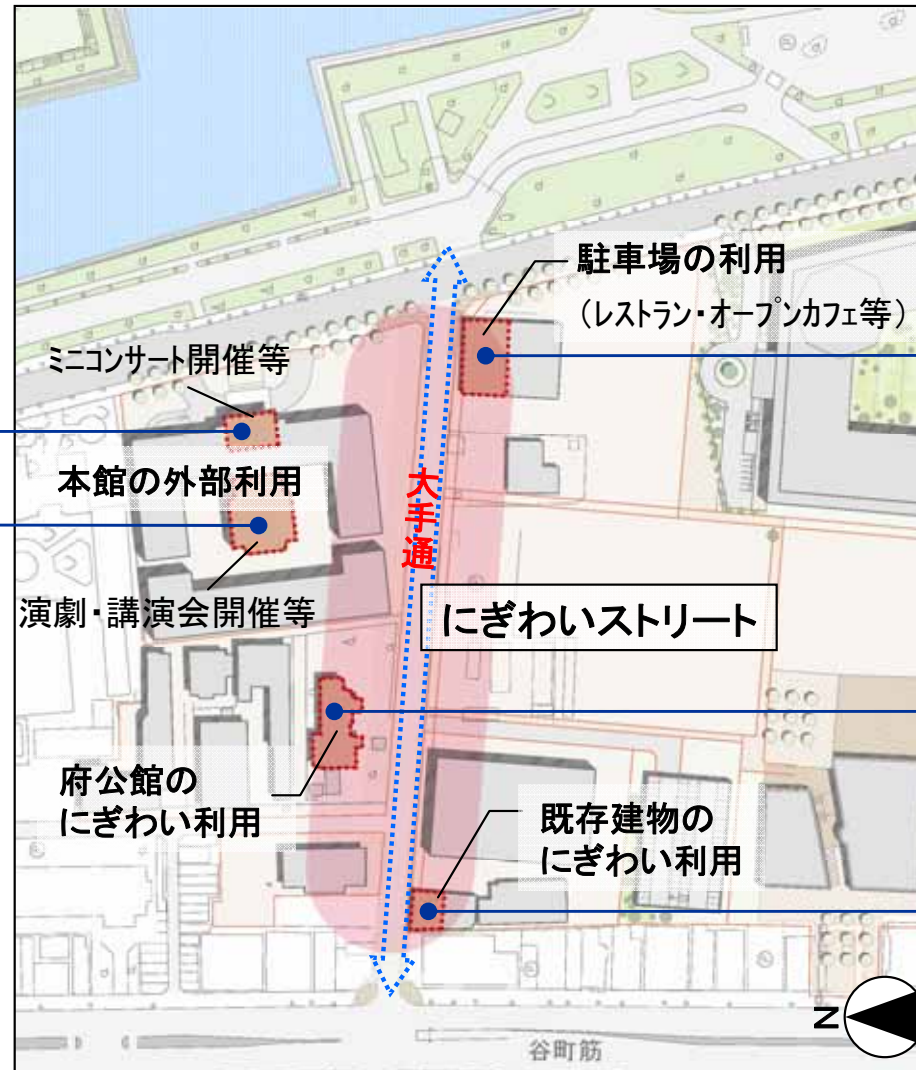 駐車場の利用
（レストラン・オープンカフェ等）
ミニコンサート開催等
本館の外部利用
大手通
演劇・講演会開催等
にぎわいストリート
府公館の
にぎわい利用
既存建物の
にぎわい利用
N
谷町筋